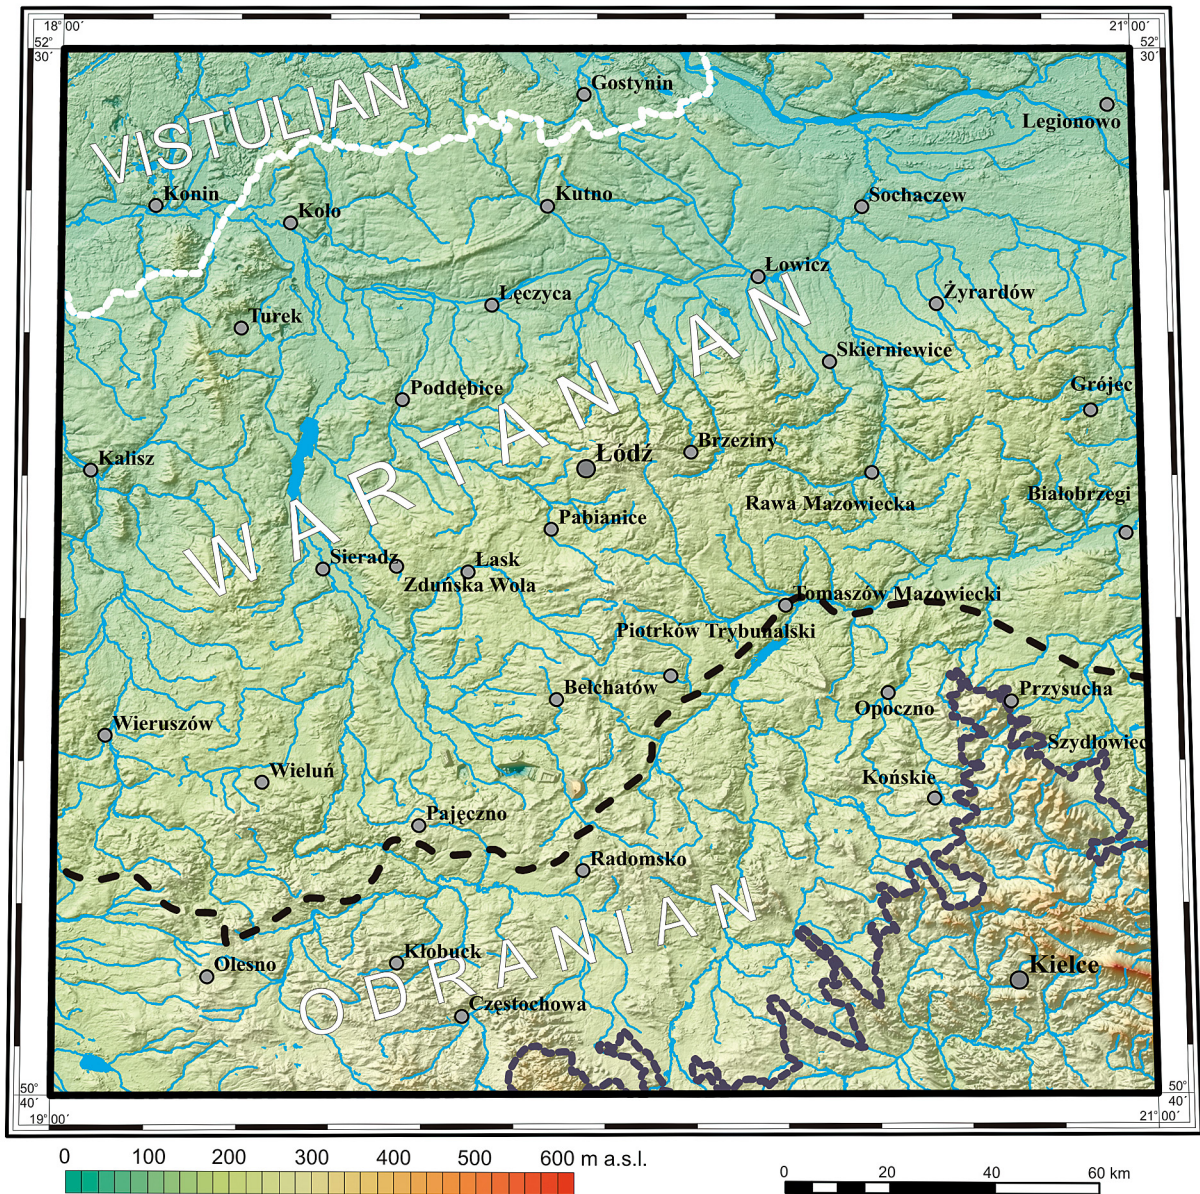 18°00´
21°00´
52°
30´
52
30´
Gostynin
Legionowo
VISTULIAN
Konin
Koło
Kutno
Sochaczew
Łowicz
Łęczyca
Żyrardów
Turek
Skierniewice
Grójec
Poddębice
WARTANIAN
Brzeziny
Łódź
Kalisz
Rawa Mazowiecka
Białobrzegi
Pabianice
Sieradz
Łask
Zduńska Wola
Tomaszów Mazowiecki
Piotrków Trybunalski
Bełchatów
Przysucha
Opoczno
Wieruszów
Szydłowiec
Wieluń
Końskie
Pajęczno
Radomsko
ODRANIAN
Kłobuck
Olesno
Kielce
Częstochowa
50°
40´
50°
40´
19°00´
21°00´
0 100 200 300 400 500 600 m a.s.l.
0 20 40 60 km